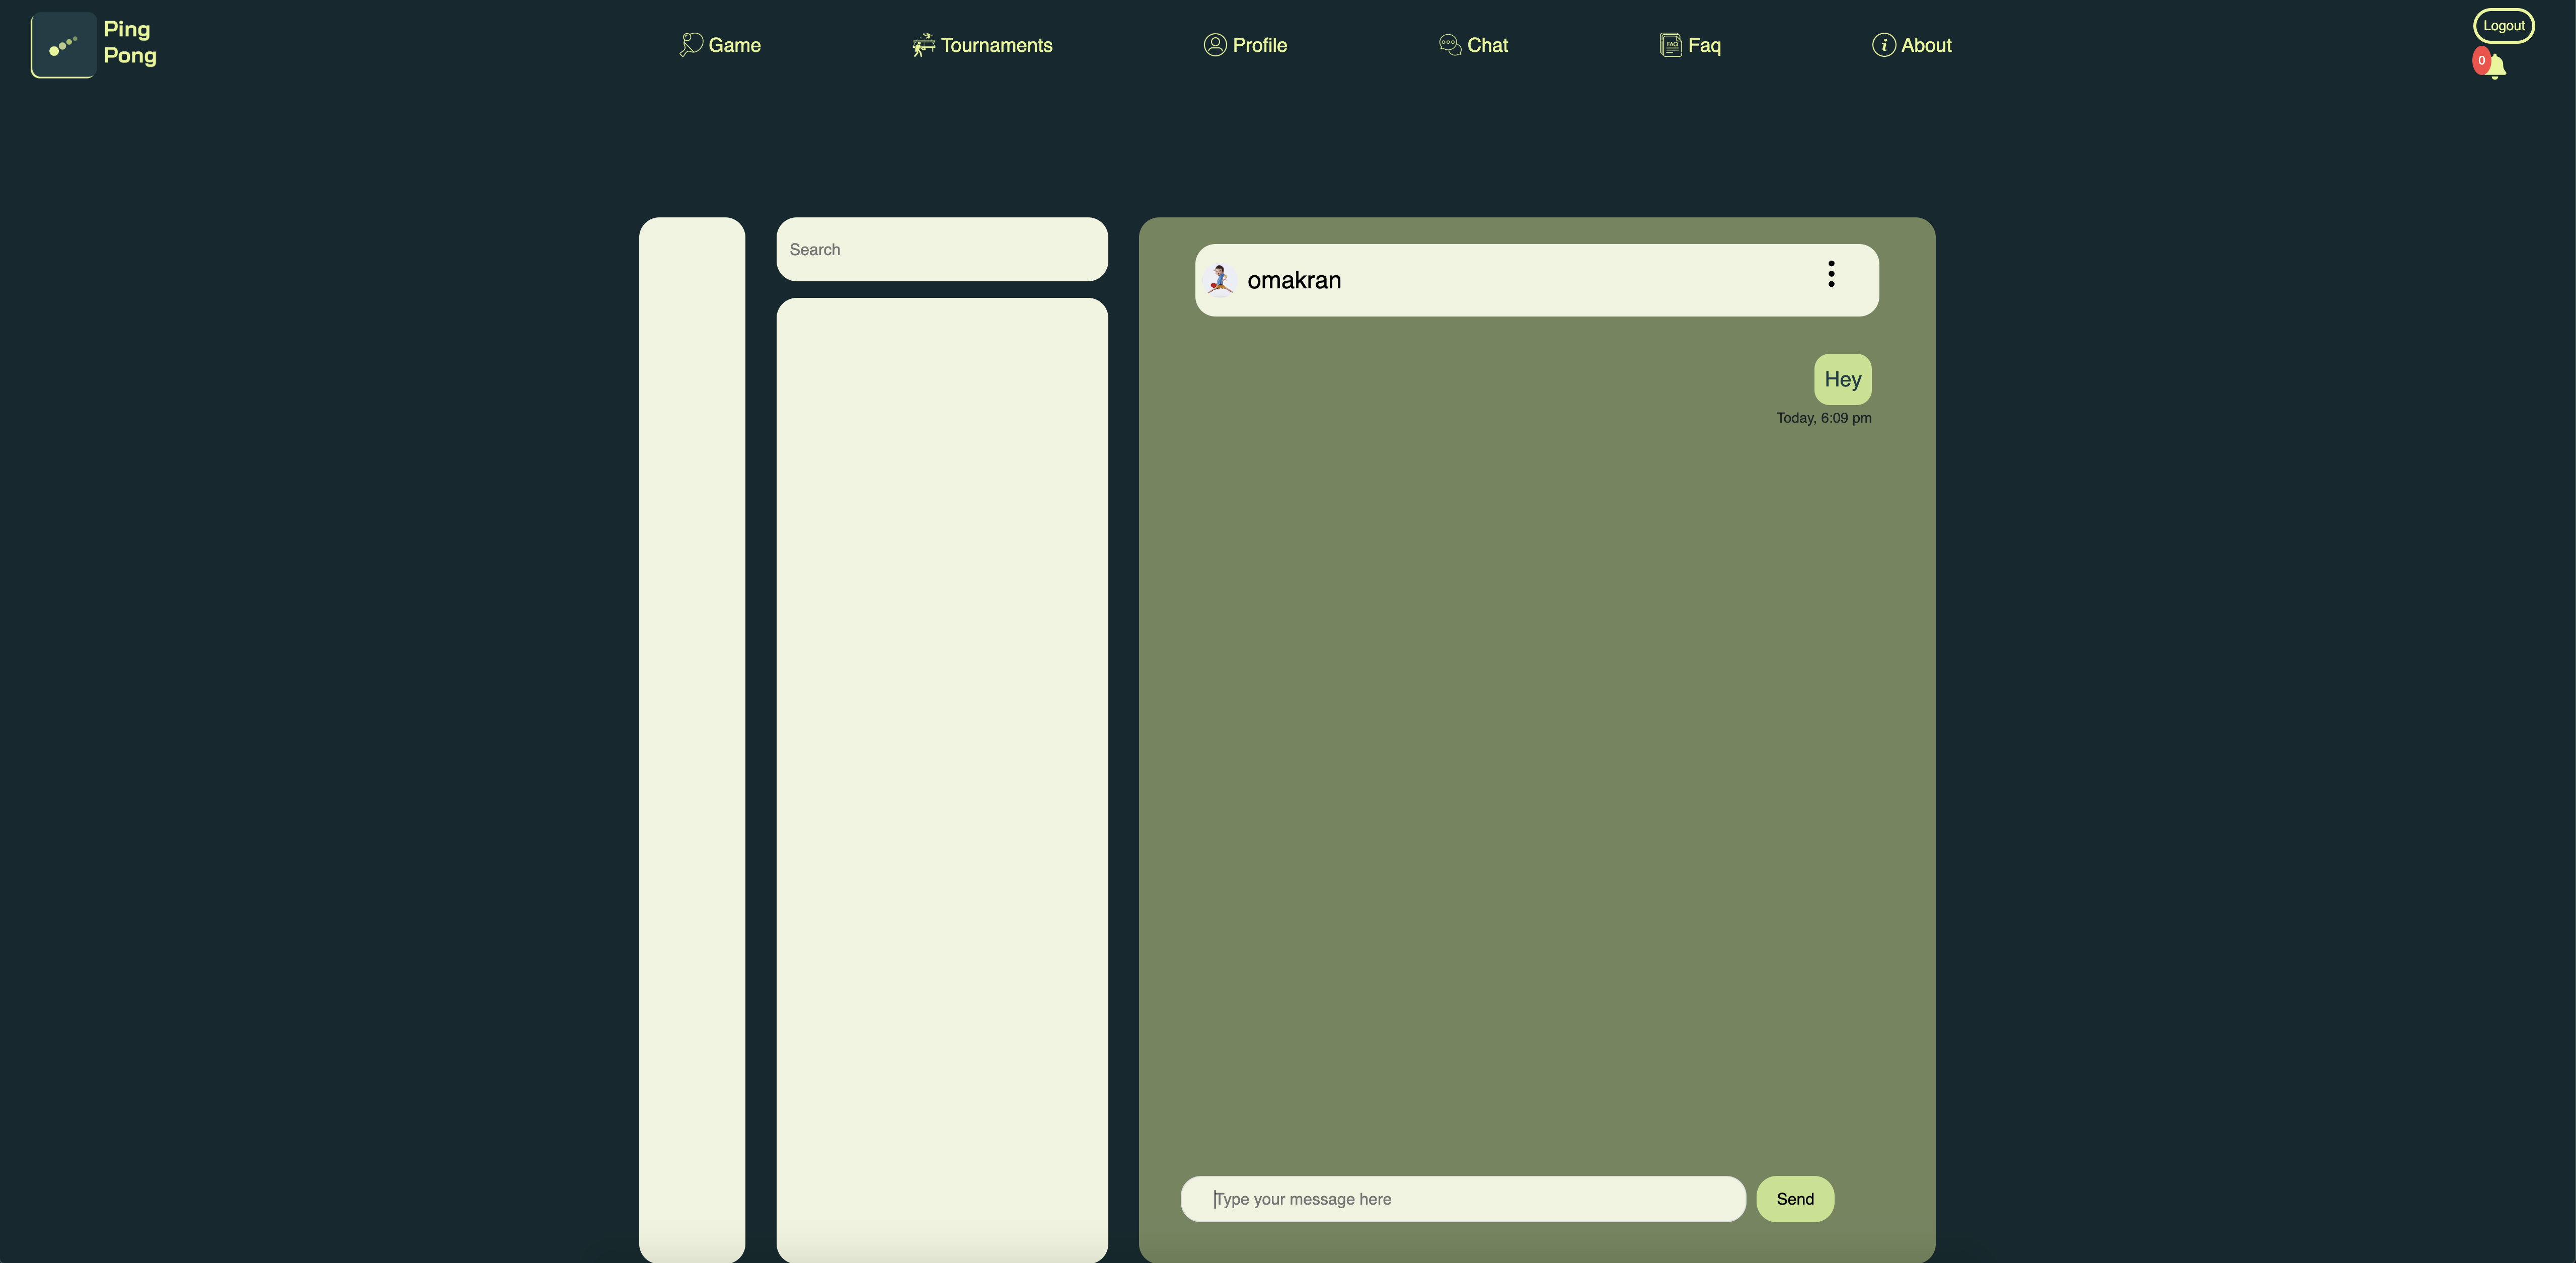 Ping
Pong
Game
Tournaments
Profile
Chat
FAQ
Faq
i
About
Logout
0
Search
omakran
Hey
Today, 6:09 pm
Type your message here
Send